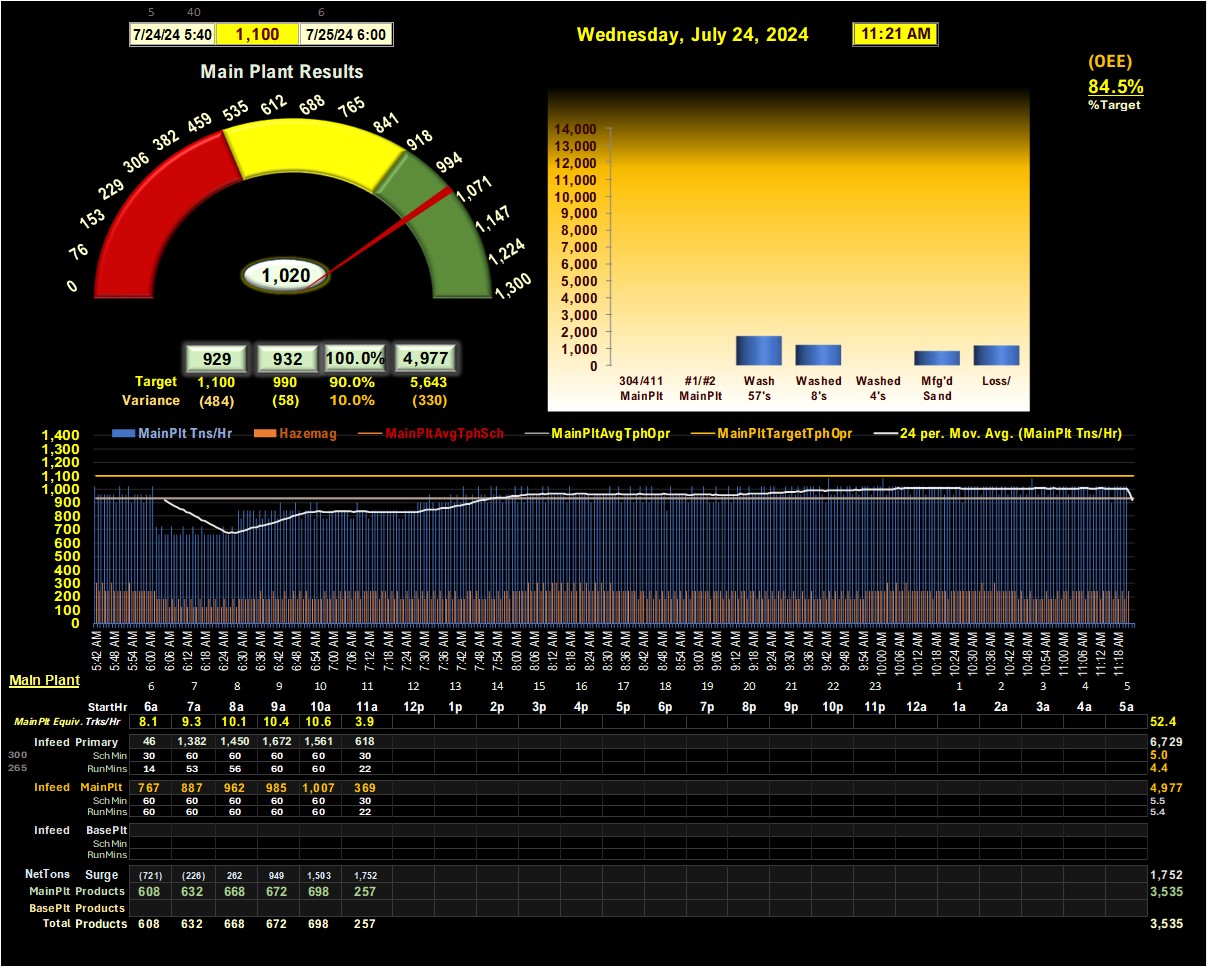 5 40 6
7/24/24 5:40 1,100 7/25/24 6:00
Wednesday, July 24, 2024 11:21 AM
(OEE)
84.5%
%Target
Main Plant Results
0 76 153 229 306 382 459 535 612 688 765 841 918 994 1,071 1,147 1,224 1,300
1,020
929 932 100.0% 4,977
Target 1,100 990 90.0% 5,643
Variance (484) (58) 10.0% (330)
14,000
13,000
12,000
11,000
10,000
9,000
8,000
7,000
6,000
5,000
4,000
3,000
2,000
1,000
0
304/411 #1/#2 Wash Washed Washed Mfg'd Loss/
MainPlt MainPlt 57's 8's 4's Sand
MainPlt Tns/Hr Hazemag MainPltAvgTphSch MainPltAvgTphOpr MainPltTargetTphOpr 24 per. Mov. Avg. (MainPlt Tns/Hr)
1,400
1,300
1,200
1,100
1,000
900
800
700
600
500
400
300
200
100
0
5:42 AM 5:48 AM 5:54 AM 6:00 AM 6:06 AM 6:12 AM 6:18 AM 6:24 AM 6:30 AM 6:36 AM 6:42 AM 6:48 AM 6:54 AM 7:00 AM 7:06 AM 7:12 AM 7:18 AM 7:24 AM 7:30 AM 7:36 AM 7:42 AM 7:48 AM 7:54 AM 8:00 AM 8:06 AM 8:12 AM 8:18 AM 8:24 AM 8:30 AM 8:36 AM 8:42 AM 8:48 AM 8:54 AM 9:00 AM 9:06 AM 9:12 AM 9:18 AM 9:24 AM 9:30 AM 9:36 AM 9:42 AM 9:48 AM 9:54 AM 10:00 AM 10:06 AM 10:12 AM 10:18 AM 10:24 AM 10:30 AM 10:36 AM 10:42 AM 10:48 AM 10:54 AM 11:00 AM 11:06 AM 11:12 AM 11:18 AM
Main Plant 6 7 8 9 10 11 12 13 14 15 16 17 18 19 20 21 22 23 1 2 3 4 5
StartHr 6a 7a 8a 9a 10a 11a 12p 1p 2p 3p 4p 5p 6p 7p 8p 9p 10p 11p 12a 1a 2a 3a 4a 5a
MainPlt Equiv. Trks/Hr 8.1 9.3 10.1 10.4 10.6 3.9 52.4
Infeed Primary 46 1,382 1,450 1,672 1,561 618 6,729
300 SchMin 30 60 60 60 60 30 5.0
265 RunMins 14 53 56 60 60 22 4.4
Infeed MainPlt 767 887 962 985 1,007 369 4,977
SchMin 60 60 60 60 60 30 5.5
RunMins 60 60 60 60 60 22 5.4
Infeed BasePlt
SchMin
RunMins
NetTons Surge (721) (226) 262 949 1,503 1,752 1,752
MainPlt Products 608 632 668 672 698 257 3,535
BasePlt Products
Total Products 608 632 668 672 698 257 3,535